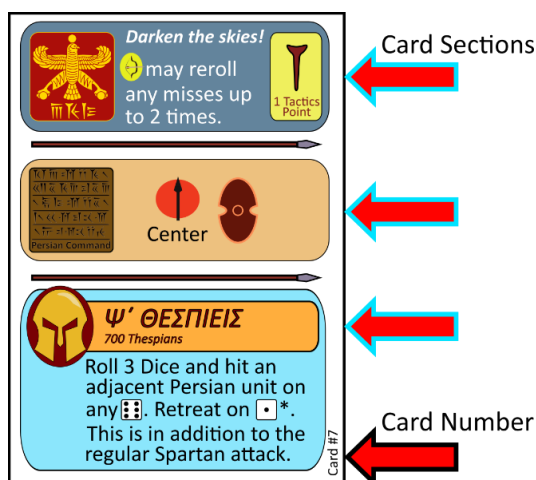 Card Sections
Darken the skies!
may reroll
any misses up
to 2 times.
1 Tactics
Point
Persian Command
Center
Ψ′ ΘΕΣΠΙΕΙΣ
700 Thespians
Roll 3 Dice and hit an
adjacent Persian unit on
any ⚅. Retreat on ⚀*.
This is in addition to the
regular Spartan attack.
Card #7
Card Number